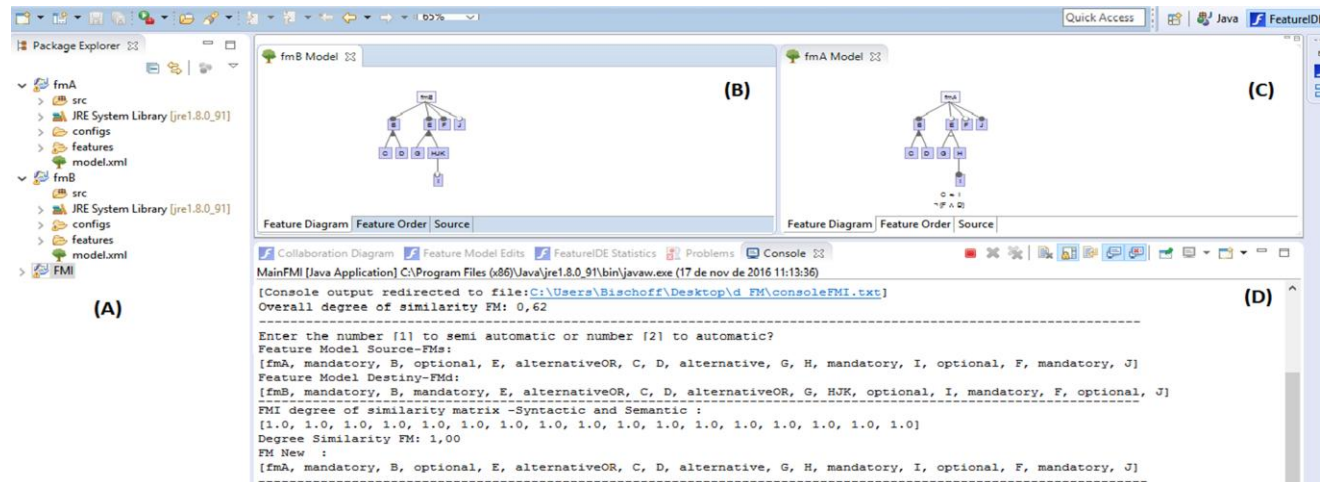 65%
Quick Access
Java
FeatureIDE
Package Explorer
fmA
src
JRE System Library [jre1.8.0_91]
configs
features
model.xml
fmB
src
JRE System Library [jre1.8.0_91]
configs
features
model.xml
FMI
(A)
fmB Model
(B)
fmB
B E F J
C D G HJK
I
Feature Diagram Feature Order Source
fmA Model
(C)
fmA
B E F J
C D G H
I
Feature Diagram Feature Order Source
Collaboration Diagram Feature Model Edits FeatureIDE Statistics Problems Console
MainFMI [Java Application] C:\Program Files (x86)\Java\jre1.8.0_91\bin\javaw.exe (17 de nov de 2016 11:13:36)
(D)
[Console output redirected to file:C:\Users\Bischoff\Desktop\d FM\consoleFMI.txt]
Overall degree of similarity FM: 0,62
Enter the number [1] to semi automatic or number [2] to automatic?
Feature Model Source-FMs:
[fmA, mandatory, B, optional, E, alternativeOR, C, D, alternative, G, H, mandatory, I, optional, F, mandatory, J]
Feature Model Destiny-FMd:
[fmB, mandatory, B, mandatory, E, alternativeOR, C, D, alternativeOR, G, HJK, optional, I, mandatory, F, optional, J]
FMI degree of similarity matrix -Syntactic and Semantic :
[1.0, 1.0, 1.0, 1.0, 1.0, 1.0, 1.0, 1.0, 1.0, 1.0, 1.0, 1.0, 1.0, 1.0, 1.0, 1.0, 1.0]
Degree Similarity FM: 1,00
FM New :
[fmA, mandatory, B, optional, E, alternativeOR, C, D, alternative, G, H, mandatory, I, optional, F, mandatory, J]